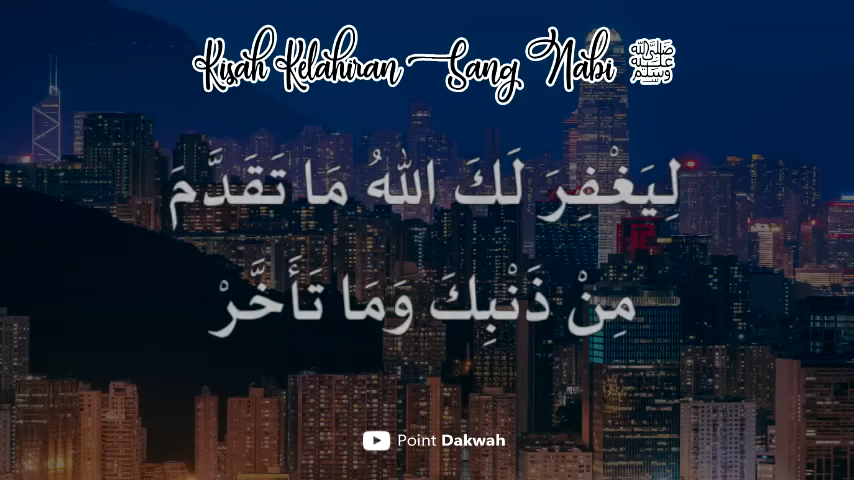 Kisah Kelahiran Sang Nabi ﷺ
لِيَغْفِرَ لَكَ اللهُ مَا تَقَدَّمَ
مِنْ ذَنْبِكَ وَمَا تَأَخَّرْ
Point Dakwah